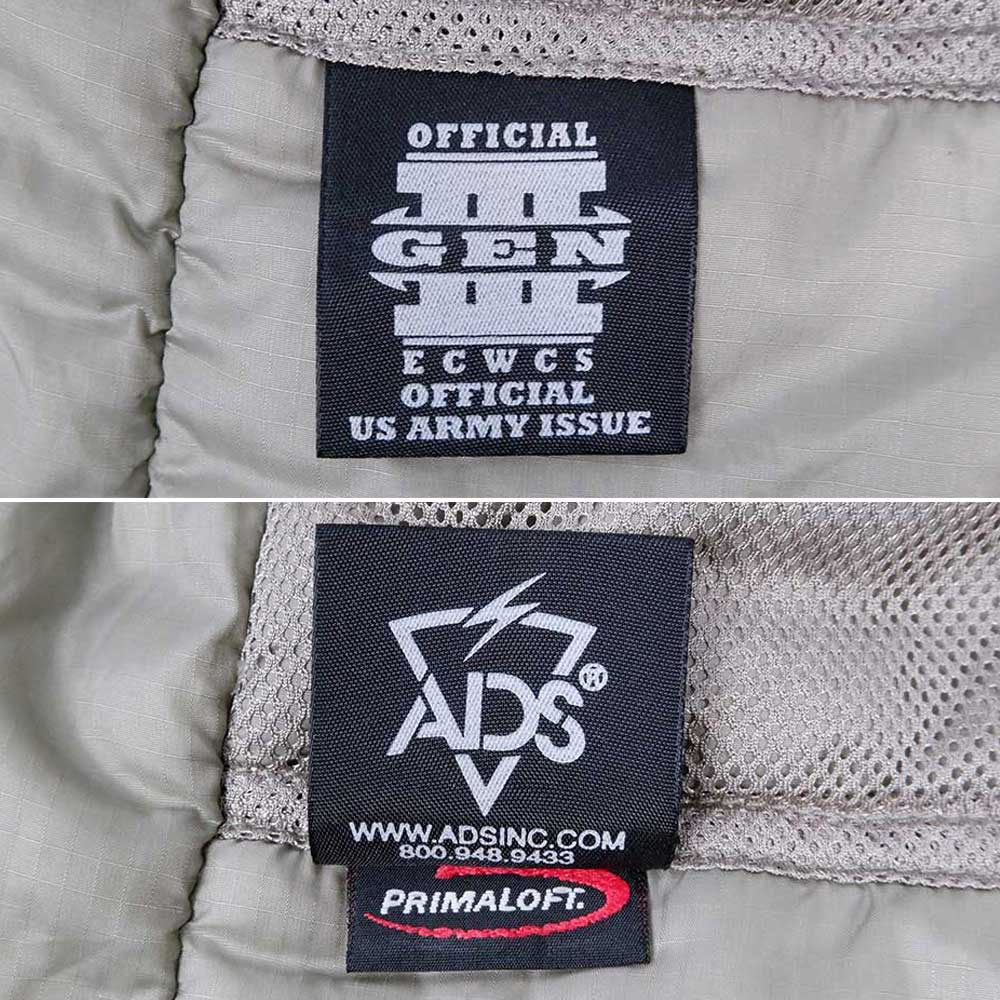 OFFICIAL
III
GEN
III
ECWCS
OFFICIAL
US ARMY ISSUE
ADS®
WWW.ADSINC.COM
800.948.9433
PRIMALOFT.